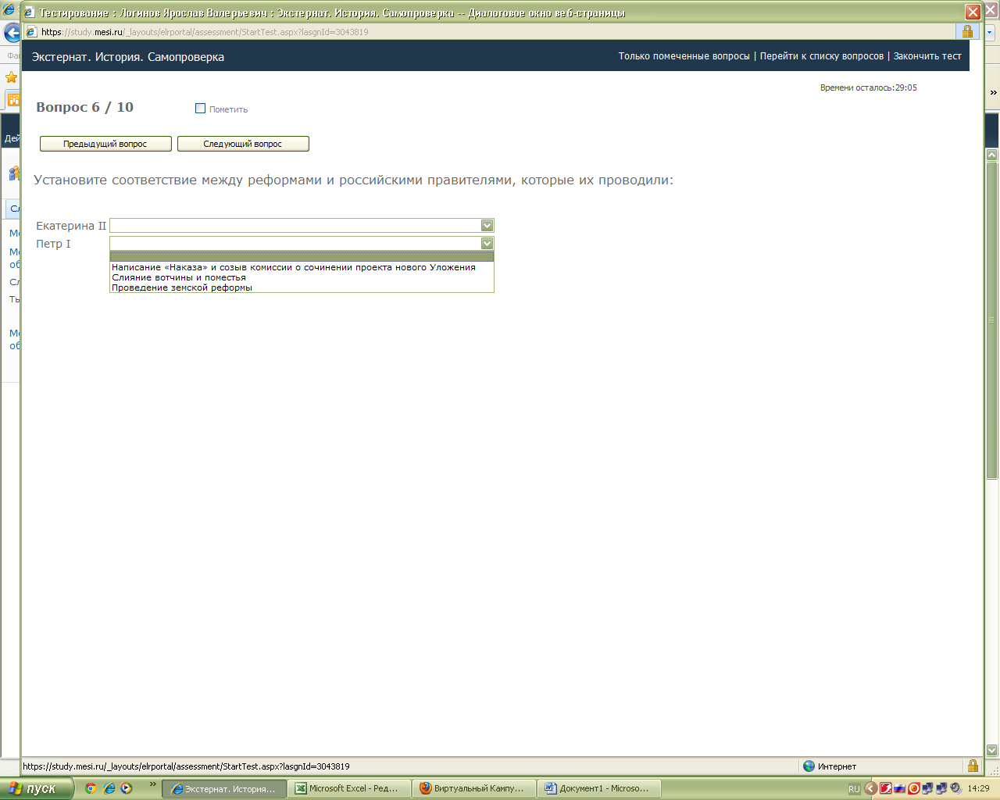 Тестирование : Логинов Ярослав Валерьевич : Экстернат. История. Самопроверка -- Диалоговое окно веб-страницы
https://study.mesi.ru/_layouts/elrportal/assessment/StartTest.aspx?lasgnId=3043819
Экстернат. История. Самопроверка
Только помеченные вопросы | Перейти к списку вопросов | Закончить тест
Времени осталось:29:05
Вопрос 6 / 10
Пометить
Предыдущий вопрос
Следующий вопрос
Установите соответствие между реформами и российскими правителями, которые их проводили:
Екатерина II
Петр I
Написание «Наказа» и созыв комиссии о сочинении проекта нового Уложения
Слияние вотчины и поместья
Проведение земской реформы
https://study.mesi.ru/_layouts/elrportal/assessment/StartTest.aspx?lasgnId=3043819
Интернет
пуск
»
Экстернат. История...
Microsoft Excel - Ред...
Виртуальный Кампу...
Документ1 - Microso...
RU
14:29